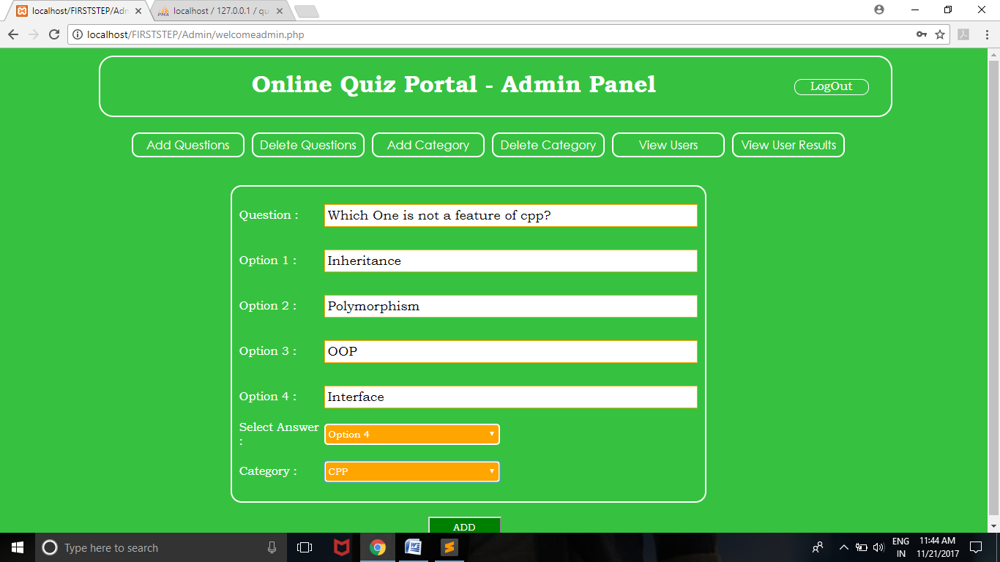 localhost/FIRSTSTEP/Adm
localhost / 127.0.0.1 / qu
localhost/FIRSTSTEP/Admin/welcomeadmin.php
Online Quiz Portal - Admin Panel
LogOut
Add Questions
Delete Questions
Add Category
Delete Category
View Users
View User Results
Question :
Which One is not a feature of cpp?
Option 1 :
Inheritance
Option 2 :
Polymorphism
Option 3 :
OOP
Option 4 :
Interface
Select Answer
:
Option 4
Category :
CPP
ADD
Type here to search
ENG
IN
11:44 AM
11/21/2017